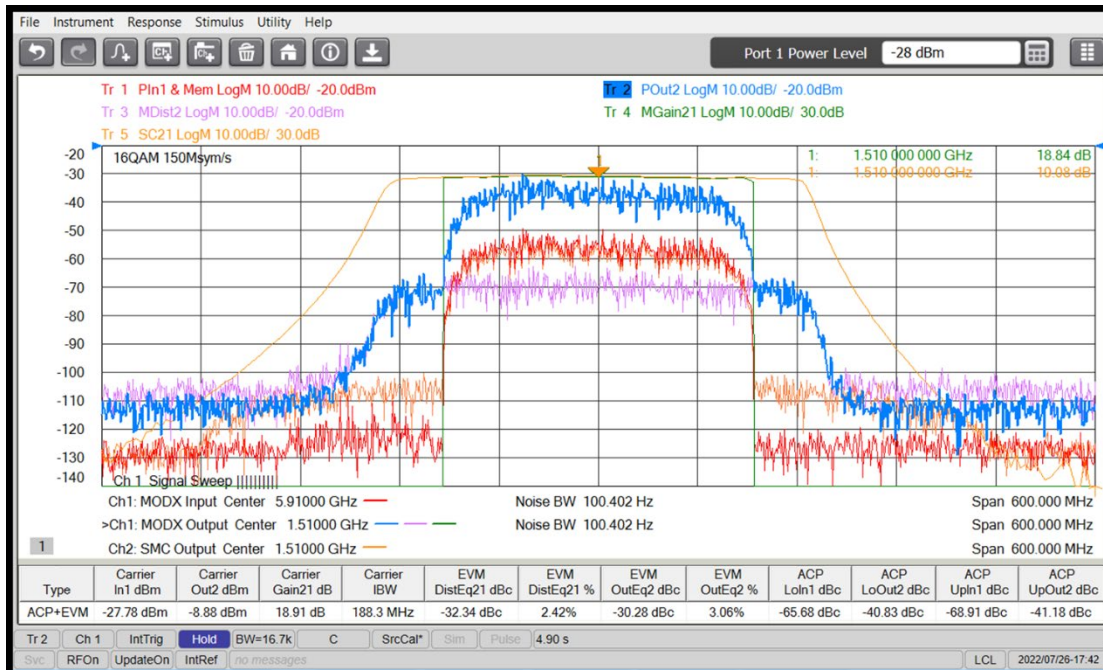 File Instrument Response Stimulus Utility Help
Port 1 Power Level -28 dBm
Tr 1 PIn1 & Mem LogM 10.00dB/ -20.0dBm
Tr 2 POut2 LogM 10.00dB/ -20.0dBm
Tr 3 MDist2 LogM 10.00dB/ -20.0dBm
Tr 4 MGain21 LogM 10.00dB/ 30.0dB
Tr 5 SC21 LogM 10.00dB/ 30.0dB
16QAM 150Msym/s
1
1: 1.510 000 000 GHz 18.84 dB
1: 1.510 000 000 GHz 10.08 dB
-20
-30
-40
-50
-60
-70
-80
-90
-100
-110
-120
-130
-140
Ch 1 Signal Sweep
Ch1: MODX Input Center 5.91000 GHz Noise BW 100.402 Hz Span 600.000 MHz
>Ch1: MODX Output Center 1.51000 GHz Noise BW 100.402 Hz Span 600.000 MHz
1 Ch2: SMC Output Center 1.51000 GHz Span 600.000 MHz
Type Carrier In1 dBm Carrier Out2 dBm Carrier Gain21 dB Carrier IBW EVM DistEq21 dBc EVM DistEq21 % EVM OutEq2 dBc EVM OutEq2 % ACP LoIn1 dBc ACP LoOut2 dBc ACP UpIn1 dBc ACP UpOut2 dBc
ACP+EVM -27.78 dBm -8.88 dBm 18.91 dB 188.3 MHz -32.34 dBc 2.42% -30.28 dBc 3.06% -65.68 dBc -40.83 dBc -68.91 dBc -41.18 dBc
Tr 2 Ch 1 IntTrig Hold BW=16.7k C SrcCal* Sim Pulse 4.90 s
Svc RFOn UpdateOn IntRef no messages LCL 2022/07/26-17:42